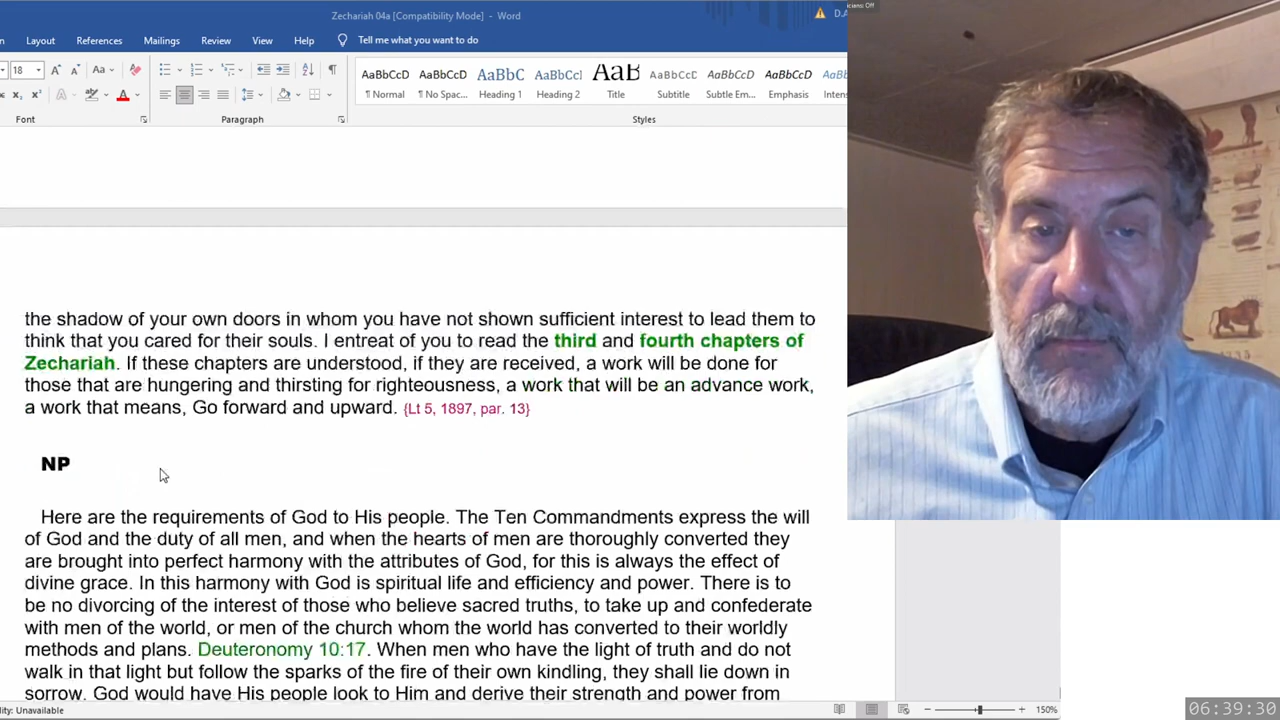 Zechariah 04a [Compatibility Mode] - Word
D.A
icians: Off
n Layout References Mailings Review View Help Tell me what you want to do
18 Aa
x₂ x² A A
AaBbCcD AaBbCcD AaBbC AaBbCcl AaB AaBbCcD AaBbCcD AaBbCcD AaBb
¶ Normal ¶ No Spac... Heading 1 Heading 2 Title Subtitle Subtle Em... Emphasis Inten
Font Paragraph Styles
the shadow of your own doors in whom you have not shown sufficient interest to lead them to
think that you cared for their souls. I entreat of you to read the third and fourth chapters of
Zechariah. If these chapters are understood, if they are received, a work will be done for
those that are hungering and thirsting for righteousness, a work that will be an advance work,
a work that means, Go forward and upward. {Lt 5, 1897, par. 13}
NP
Here are the requirements of God to His people. The Ten Commandments express the will
of God and the duty of all men, and when the hearts of men are thoroughly converted they
are brought into perfect harmony with the attributes of God, for this is always the effect of
divine grace. In this harmony with God is spiritual life and efficiency and power. There is to
be no divorcing of the interest of those who believe sacred truths, to take up and confederate
with men of the world, or men of the church whom the world has converted to their worldly
methods and plans. Deuteronomy 10:17. When men who have the light of truth and do not
walk in that light but follow the sparks of the fire of their own kindling, they shall lie down in
sorrow. God would have His people look to Him and derive their strength and power from
lity: Unavailable
150%
06:39:30